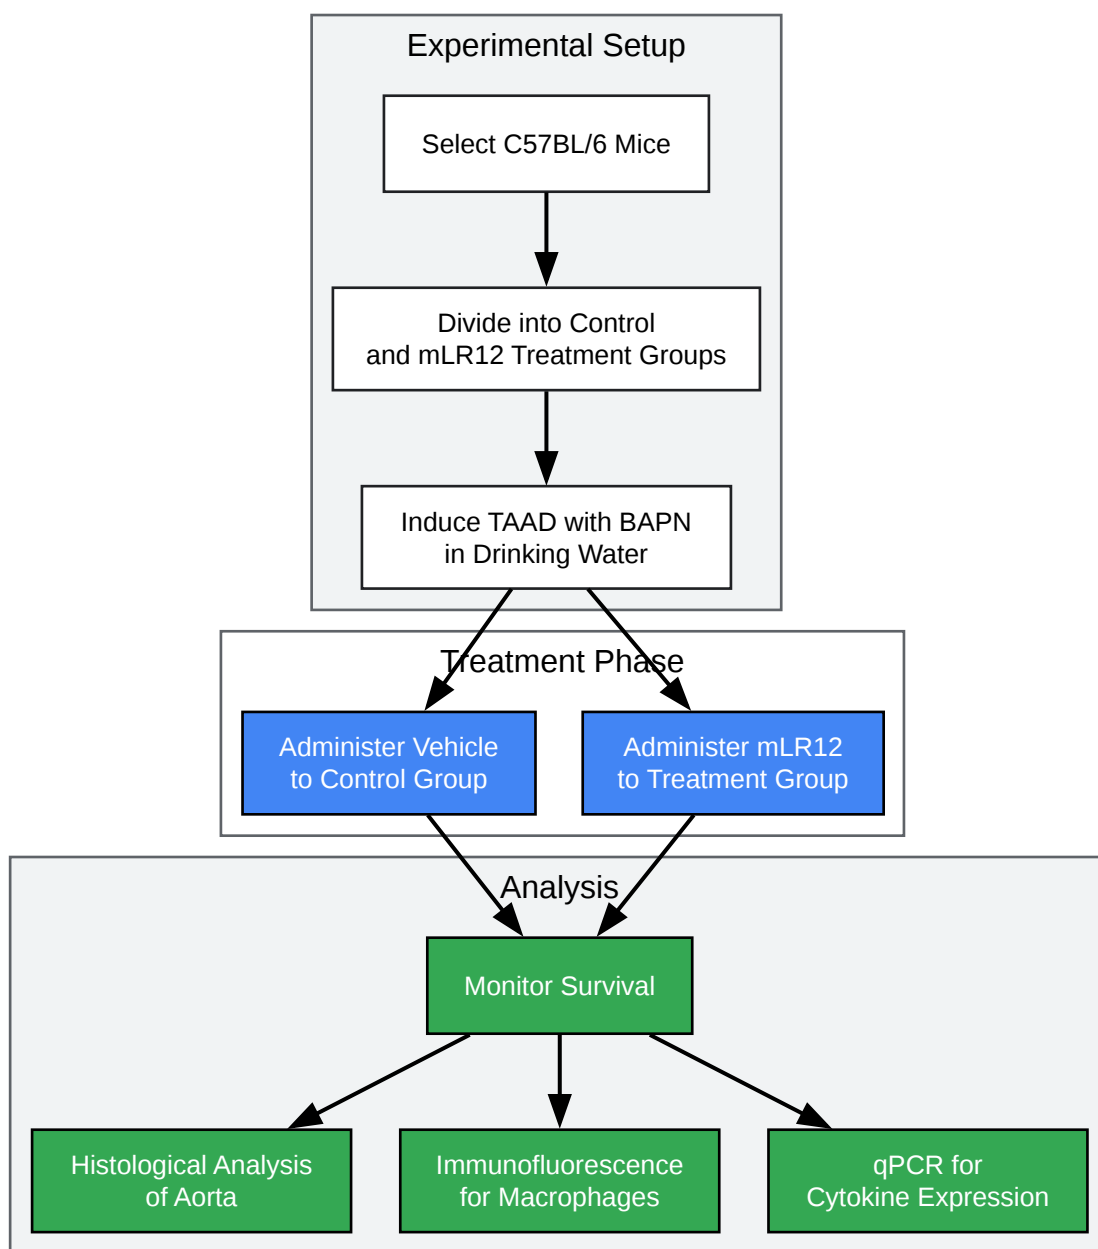 Experimental Setup
Select C57BL/6 Mice
Divide into Control
and mLR12 Treatment Groups
Induce TAAD with BAPN
in Drinking Water
Treatment Phase
Administer Vehicle
to Control Group
Administer mLR12
to Treatment Group
Analysis
Monitor Survival
Histological Analysis
of Aorta
Immunofluorescence
for Macrophages
qPCR for
Cytokine Expression